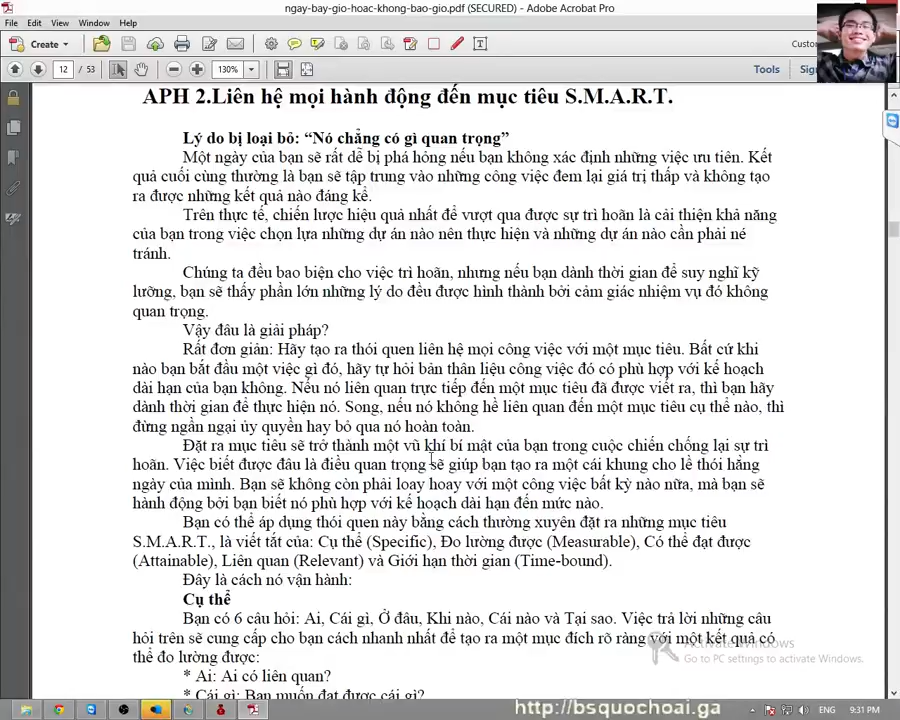 ngay-bay-gio-hoac-khong-bao-gio.pdf (SECURED) - Adobe Acrobat Pro
File Edit View Window Help
Create
Custo
12 / 53
130%
Tools
Sig
APH 2.Liên hệ mọi hành động đến mục tiêu S.M.A.R.T.
Lý do bị loại bỏ: “Nó chẳng có gì quan trọng”
Một ngày của bạn sẽ rất dễ bị phá hỏng nếu bạn không xác định những việc ưu tiên. Kết
quả cuối cùng thường là bạn sẽ tập trung vào những công việc đem lại giá trị thấp và không tạo
ra được những kết quả nào đáng kể.
Trên thực tế, chiến lược hiệu quả nhất để vượt qua được sự trì hoãn là cải thiện khả năng
của bạn trong việc chọn lựa những dự án nào nên thực hiện và những dự án nào cần phải né
tránh.
Chúng ta đều bao biện cho việc trì hoãn, nhưng nếu bạn dành thời gian để suy nghĩ kỹ
lưỡng, bạn sẽ thấy phần lớn những lý do đều được hình thành bởi cảm giác nhiệm vụ đó không
quan trọng.
Vậy đâu là giải pháp?
Rất đơn giản: Hãy tạo ra thói quen liên hệ mọi công việc với một mục tiêu. Bất cứ khi
nào bạn bắt đầu một việc gì đó, hãy tự hỏi bản thân liệu công việc đó có phù hợp với kế hoạch
dài hạn của bạn không. Nếu nó liên quan trực tiếp đến một mục tiêu đã được viết ra, thì bạn hãy
dành thời gian để thực hiện nó. Song, nếu nó không hề liên quan đến một mục tiêu cụ thể nào, thì
đừng ngần ngại ủy quyền hay bỏ qua nó hoàn toàn.
Đặt ra mục tiêu sẽ trở thành một vũ khí bí mật của bạn trong cuộc chiến chống lại sự trì
hoãn. Việc biết được đâu là điều quan trọng sẽ giúp bạn tạo ra một cái khung cho lề thói hằng
ngày của mình. Bạn sẽ không còn phải loay hoay với một công việc bất kỳ nào nữa, mà bạn sẽ
hành động bởi bạn biết nó phù hợp với kế hoạch dài hạn đến mức nào.
Bạn có thể áp dụng thói quen này bằng cách thường xuyên đặt ra những mục tiêu
S.M.A.R.T., là viết tắt của: Cụ thể (Specific), Đo lường được (Measurable), Có thể đạt được
(Attainable), Liên quan (Relevant) và Giới hạn thời gian (Time-bound).
Đây là cách nó vận hành:
Cụ thể
Bạn có 6 câu hỏi: Ai, Cái gì, Ở đâu, Khi nào, Cái nào và Tại sao. Việc trả lời những câu
hỏi trên sẽ cung cấp cho bạn cách nhanh nhất để tạo ra một mục đích rõ ràng với một kết quả có
thể đo lường được:
* Ai: Ai có liên quan?
* Cái gì: Bạn muốn đạt được cái gì?
Activate Windows
Go to PC settings to activate Windows.
http://bsquochoai.ga
ENG 9:31 PM